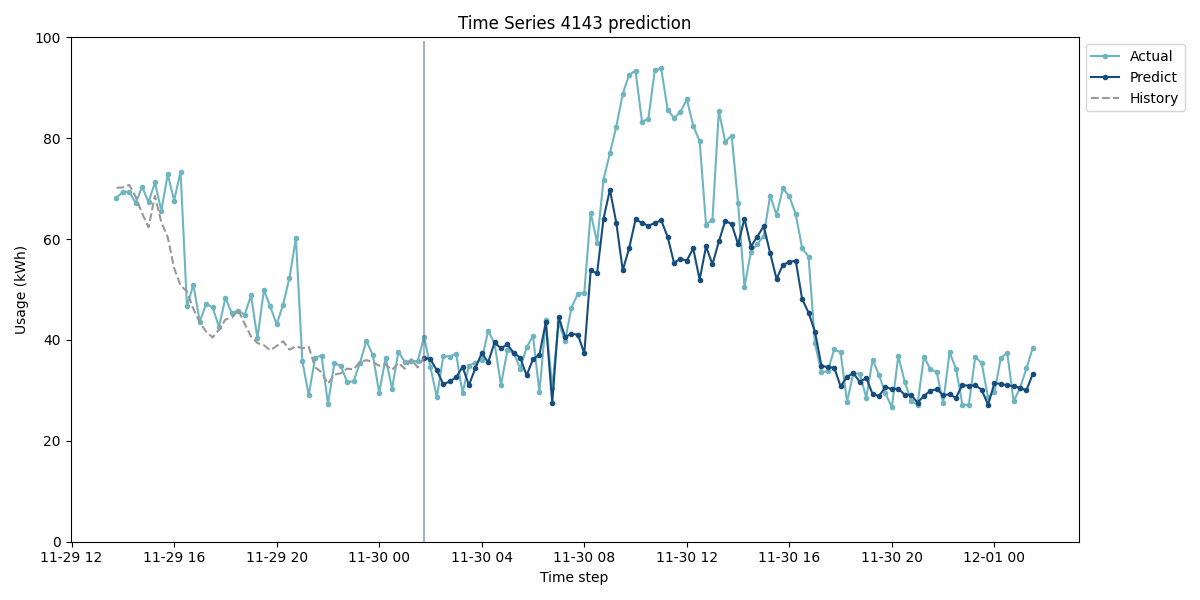 Time Series 4143 prediction
100
80
60
40
20
0
Usage (kWh)
11-29 12
11-29 16
11-29 20
11-30 00
11-30 04
11-30 08
11-30 12
11-30 16
11-30 20
12-01 00
Time step
Actual
Predict
History